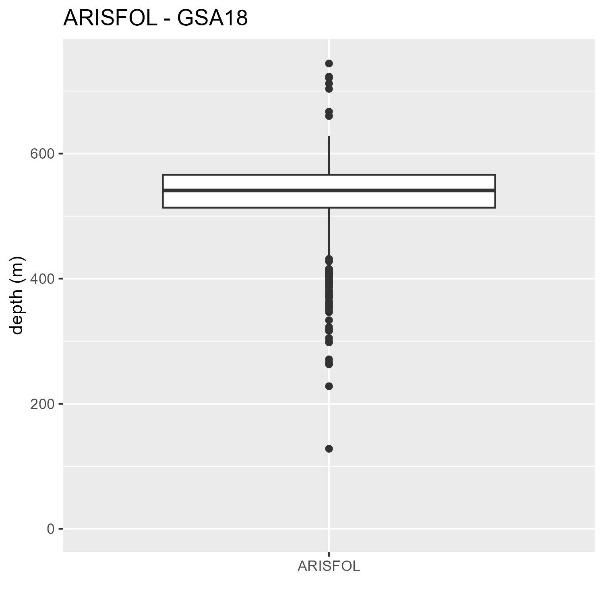 ARISFOL - GSA18
depth (m)
600
400
200
0
ARISFOL